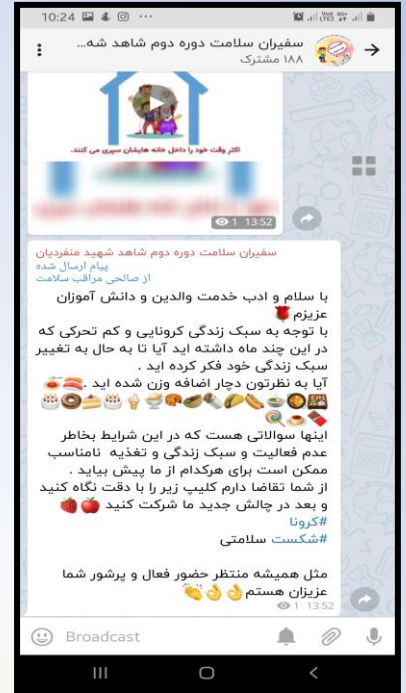 10:24
سفیران سلامت دوره دوم شاهد شه...
۱۸۸ مشترک
اکثر وقت خود را داخل خانه هایشان سپری می کنند.
1 13:52
سفیران سلامت دوره دوم شاهد شهید منفردیان
پیام ارسال شده
از صالحی مراقب سلامت
با سلام و ادب خدمت والدین و دانش آموزان
عزیزم🌹
با توجه به سبک زندگی کرونایی و کم تحرکی که
در این چند ماه داشته اید آیا تا به حال به تغییر
سبک زندگی خود فکر کرده اید .
آیا به نظرتون دچار اضافه وزن شده اید .
اینها سوالاتی هست که در این شرایط بخاطر
عدم فعالیت و سبک زندگی و تغذیه نامناسب
ممکن است برای هرکدام از ما پیش بیاید .
از شما تقاضا دارم کلیپ زیر را با دقت نگاه کنید
و بعد در چالش جدید ما شرکت کنید 🍎🍓
#کرونا
#شکست سلامتی
مثل همیشه منتظر حضور فعال و پرشور شما
عزیزان هستم👌👌👏
1 13:52
Broadcast